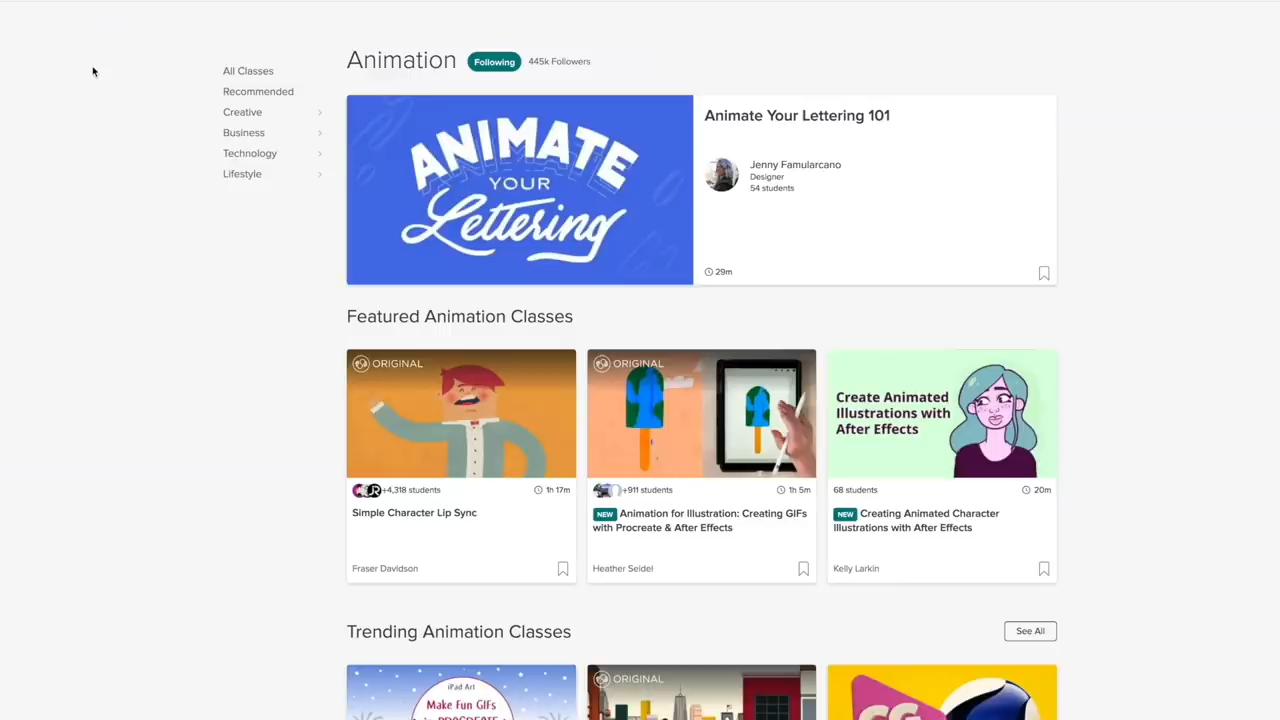 Animation
Following
445k Followers
All Classes
Recommended
Creative
Business
Technology
Lifestyle
ANIMATE
YOUR
Lettering
Animate Your Lettering 101
Jenny Famularcano
Designer
54 students
29m
Featured Animation Classes
ORIGINAL
+4,318 students
1h 17m
Simple Character Lip Sync
Fraser Davidson
ORIGINAL
+911 students
1h 5m
NEW Animation for Illustration: Creating GIFs
with Procreate & After Effects
Heather Seidel
Create Animated
Illustrations with
After Effects
68 students
20m
NEW Creating Animated Character
Illustrations with After Effects
Kelly Larkin
Trending Animation Classes
See All
iPad Art
Make Fun GIFs
in PROCREATE
ORIGINAL